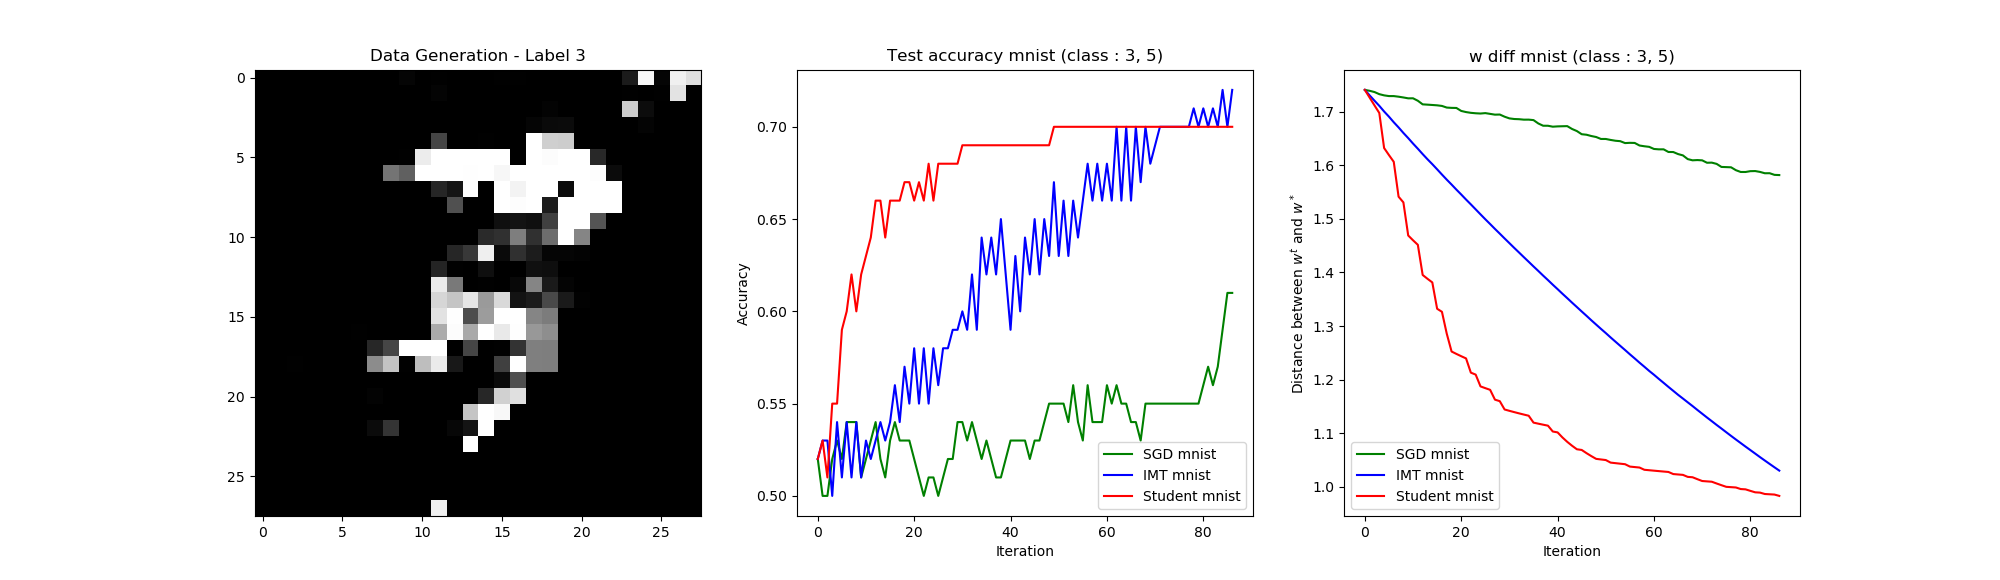 Data Generation - Label 3
0
5
10
15
20
25
0 5 10 15 20 25
Test accuracy mnist (class : 3, 5)
Accuracy
0.70
0.65
0.60
0.55
0.50
0 20 40 60 80
Iteration
SGD mnist
IMT mnist
Student mnist
w diff mnist (class : 3, 5)
Distance between w^t and w^*
1.7
1.6
1.5
1.4
1.3
1.2
1.1
1.0
0 20 40 60 80
Iteration
SGD mnist
IMT mnist
Student mnist